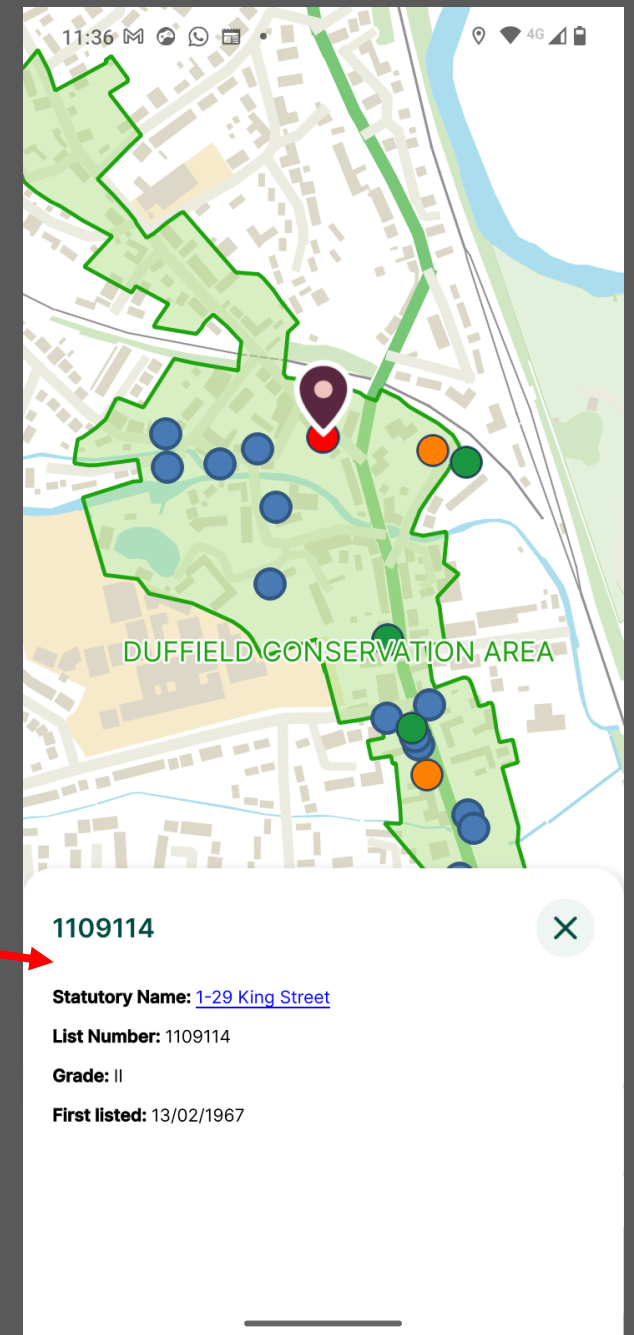 11:36
4G
DUFFIELD CONSERVATION AREA
1109114
Statutory Name: 1-29 King Street
List Number: 1109114
Grade: II
First listed: 13/02/1967